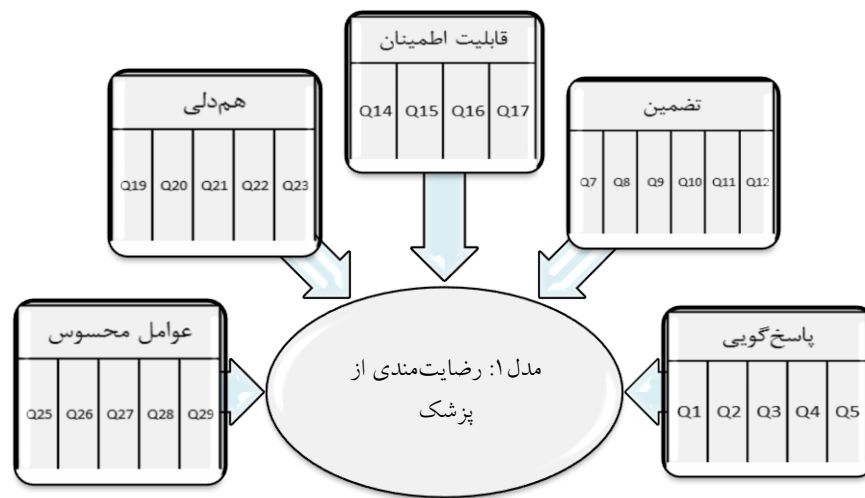 قابلیت اطمینان
Q14 Q15 Q16 Q17
هم‌دلی
Q19 Q20 Q21 Q22 Q23
تضمین
Q7 Q8 Q9 Q10 Q11 Q12
عوامل محسوس
Q25 Q26 Q27 Q28 Q29
پاسخ‌گویی
Q1 Q2 Q3 Q4 Q5
مدل ۱: رضایت‌مندی از
پزشک